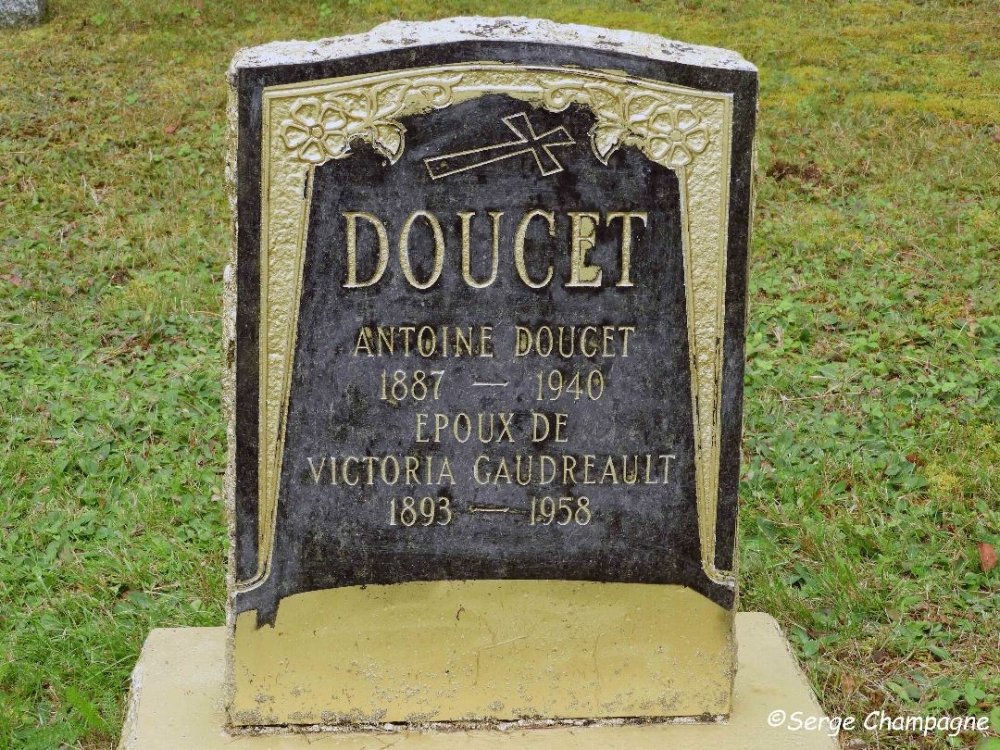 DOUCET
ANTOINE DOUCET
1887 — 1940
EPOUX DE
VICTORIA GAUDREAULT
1893 — 1958
©Serge Champagne